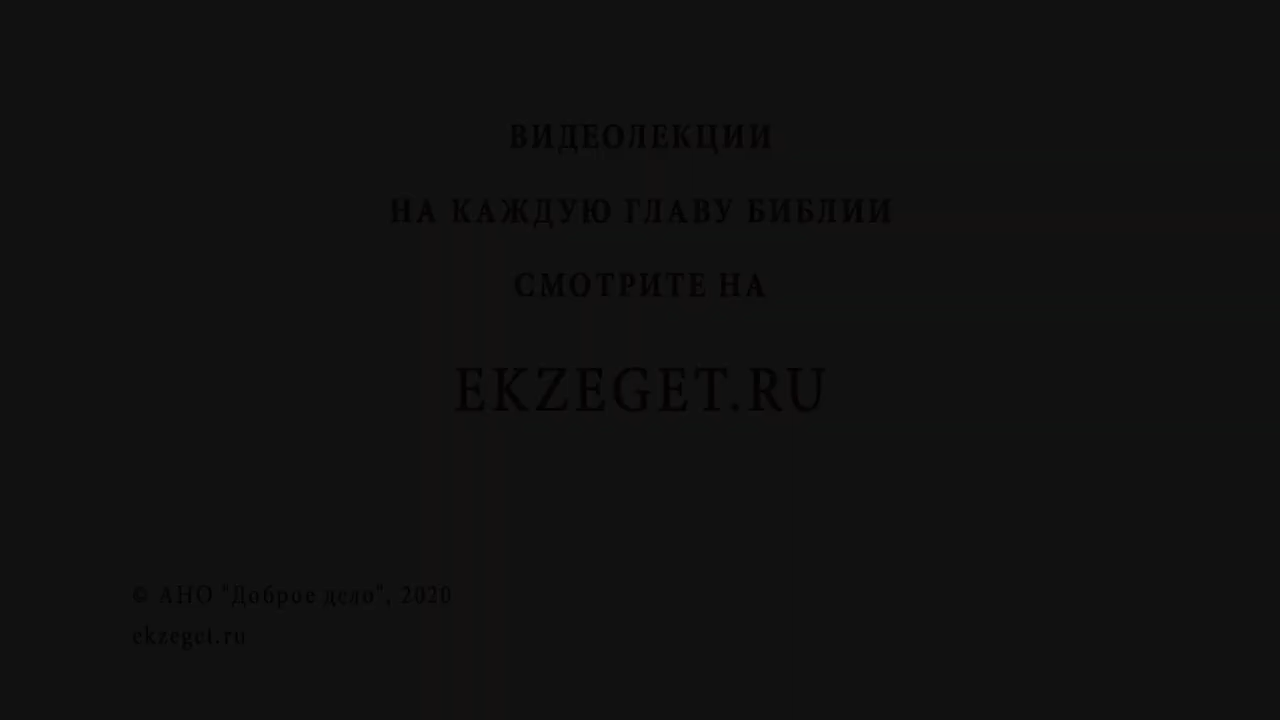 ВИДЕОЛЕКЦИИ
НА КАЖДУЮ ГЛАВУ БИБЛИИ
СМОТРИТЕ НА
EKZEGET.RU
© АНО "Доброе дело", 2020
ekzeget.ru